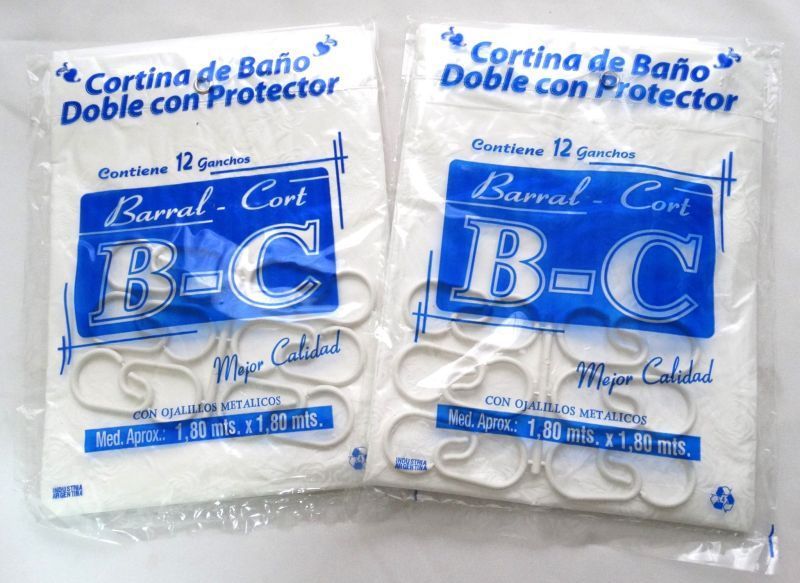 Cortina de Baño
Doble con Protector
Contiene 12 Ganchos
Barral - Cort
B-C
Mejor Calidad
CON OJALILLOS METALICOS
Med. Aprox.: 1,80 mts. x 1,80 mts.
INDUSTRIA
ARGENTINA
Cortina de Baño
Doble con Protector
Contiene 12 Ganchos
Barral - Cort
B-C
Mejor Calidad
CON OJALILLOS METALICOS
Med. Aprox.: 1,80 mts. x 1,80 mts.
INDUSTRIA
ARGENTINA